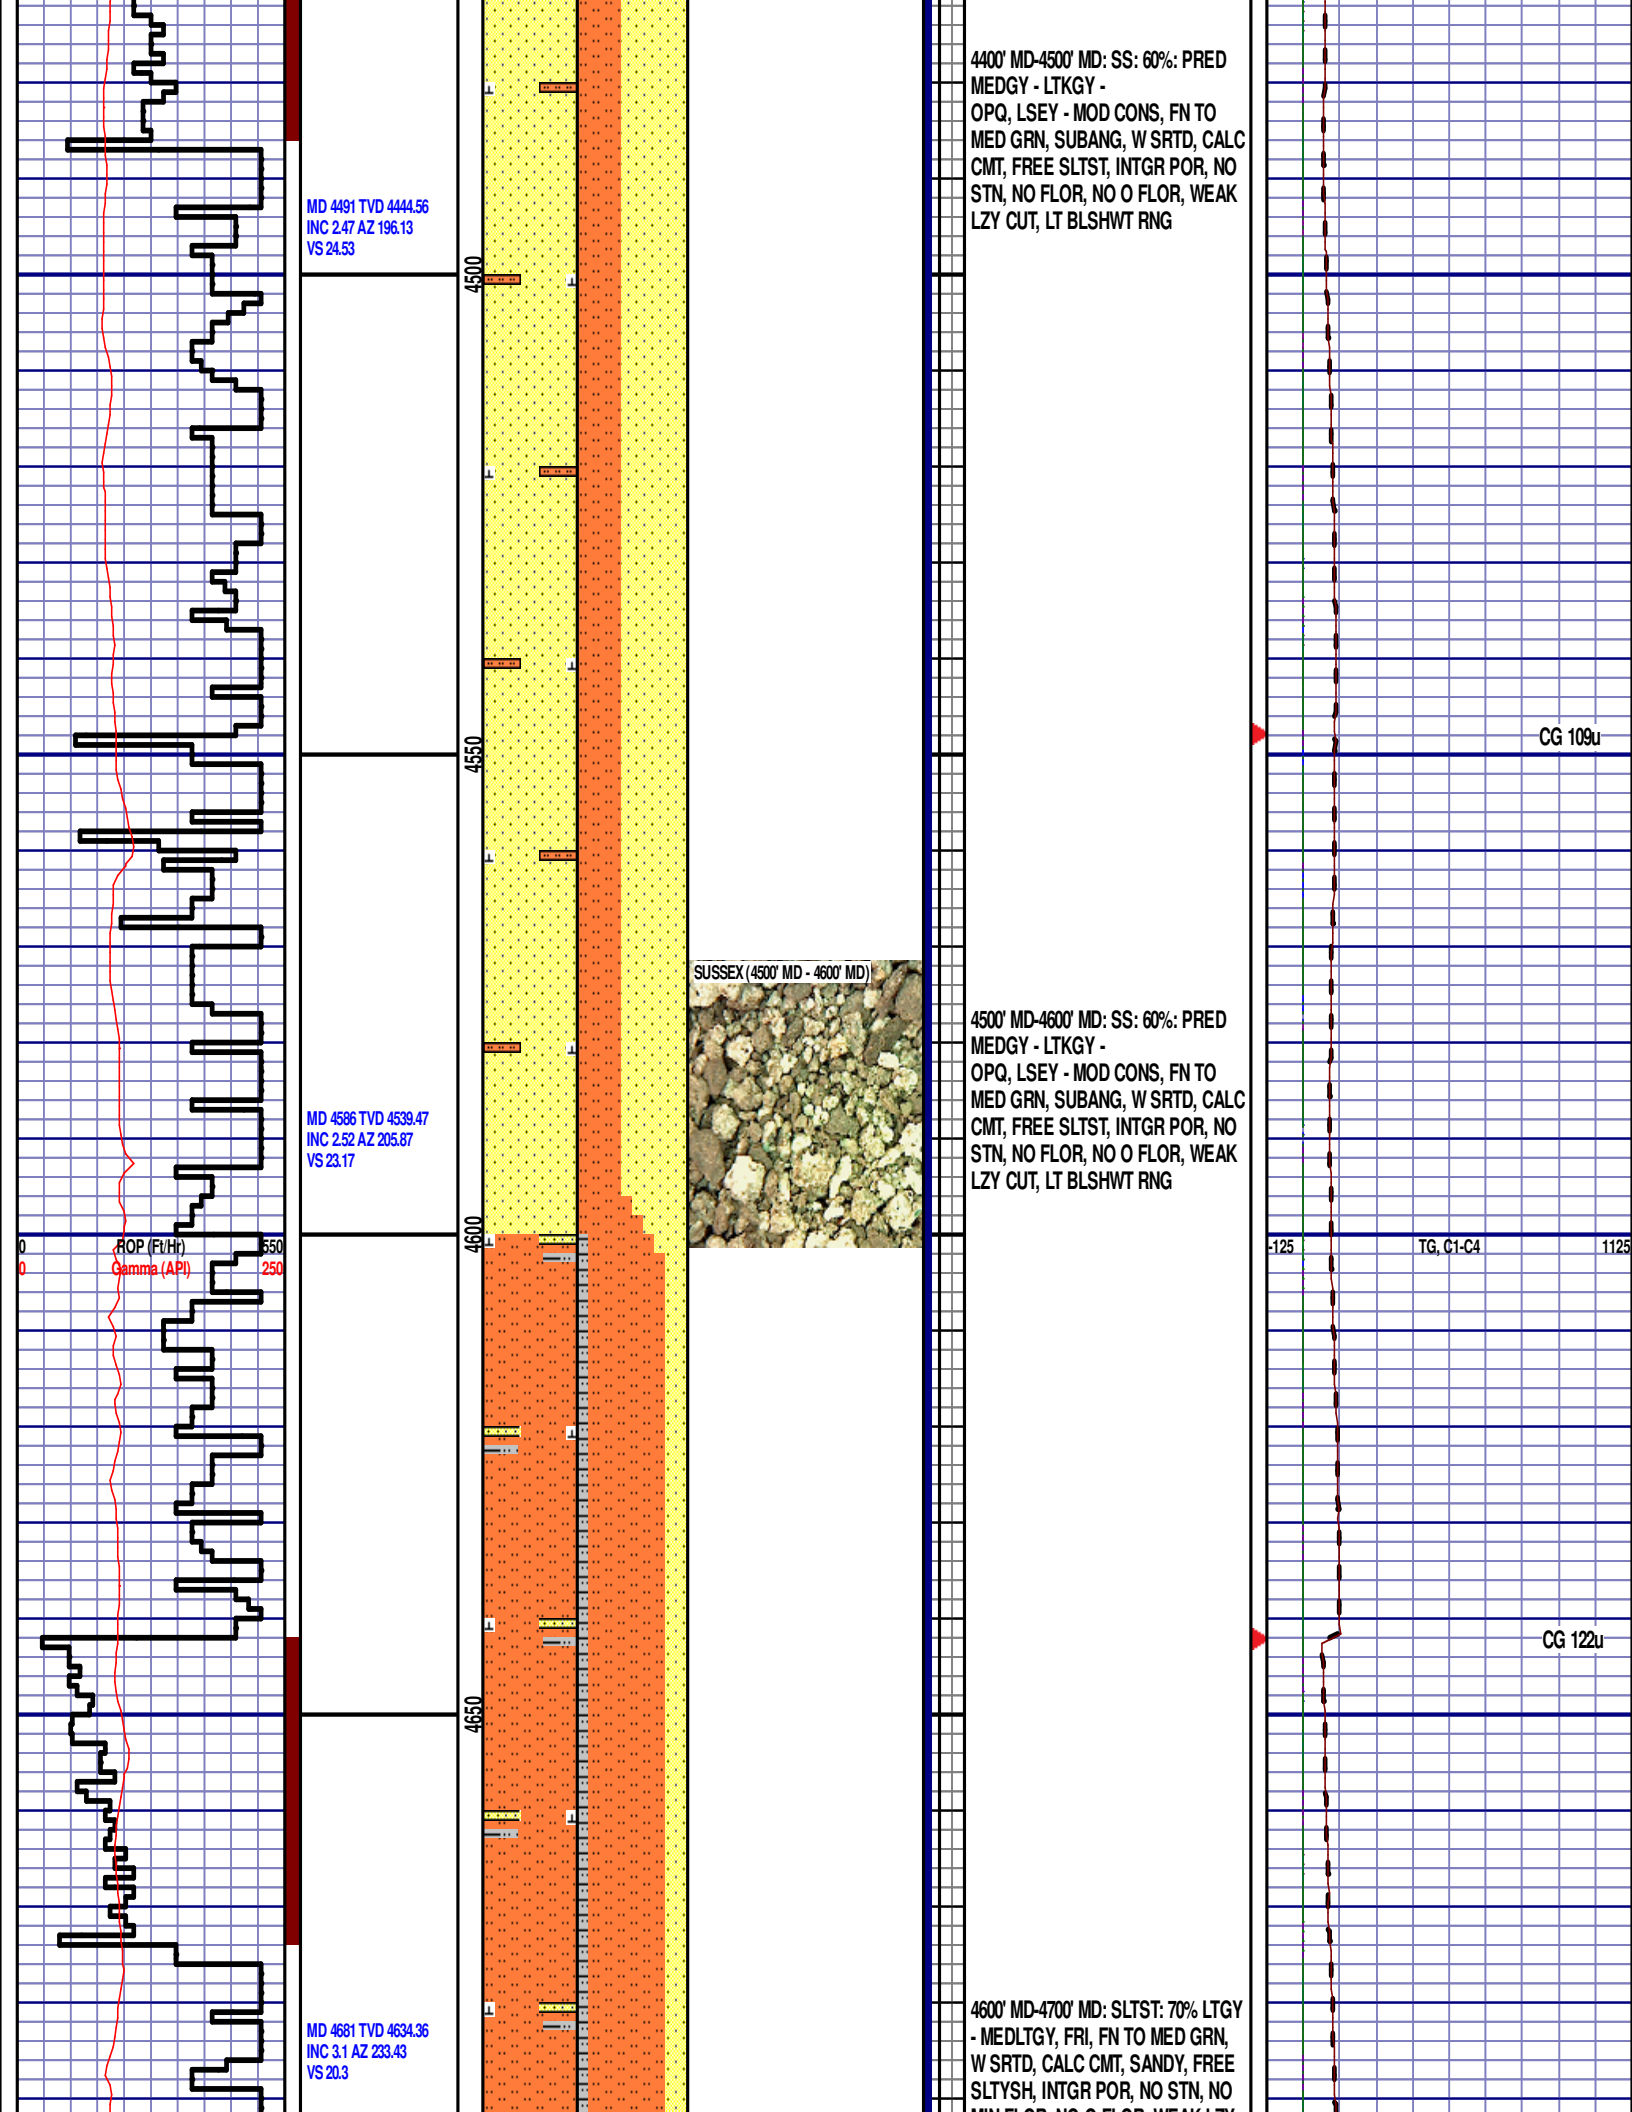 4400' MD-4500' MD: SS: 60%: PRED
MEDGY - LTKGY -
OPQ, LSEY - MOD CONS, FN TO
MED GRN, SUBANG, W SRTD, CALC
CMT, FREE SLTST, INTGR POR, NO
STN, NO FLOR, NO O FLOR, WEAK
LZY CUT, LT BLSHWT RNG
MD 4491 TVD 4444.56
INC 2.47 AZ 196.13
VS 24.53
4500
4550
CG 109u
SUSSEX (4500' MD - 4600' MD)
4500' MD-4600' MD: SS: 60%: PRED
MEDGY - LTKGY -
OPQ, LSEY - MOD CONS, FN TO
MED GRN, SUBANG, W SRTD, CALC
CMT, FREE SLTST, INTGR POR, NO
STN, NO FLOR, NO O FLOR, WEAK
LZY CUT, LT BLSHWT RNG
MD 4586 TVD 4539.47
INC 2.52 AZ 205.87
VS 23.17
4600
0 ROP (Ft/Hr) 550
0 Gamma (API) 250
-125 TG, C1-C4 1125
CG 122u
4650
4600' MD-4700' MD: SLTST: 70% LTGY
- MEDLTGY, FRI, FN TO MED GRN,
W SRTD, CALC CMT, SANDY, FREE
SLTYSH, INTGR POR, NO STN, NO
MIN FLOR, NO O FLOR, WEAK LZY
MD 4681 TVD 4634.36
INC 3.1 AZ 233.43
VS 20.3